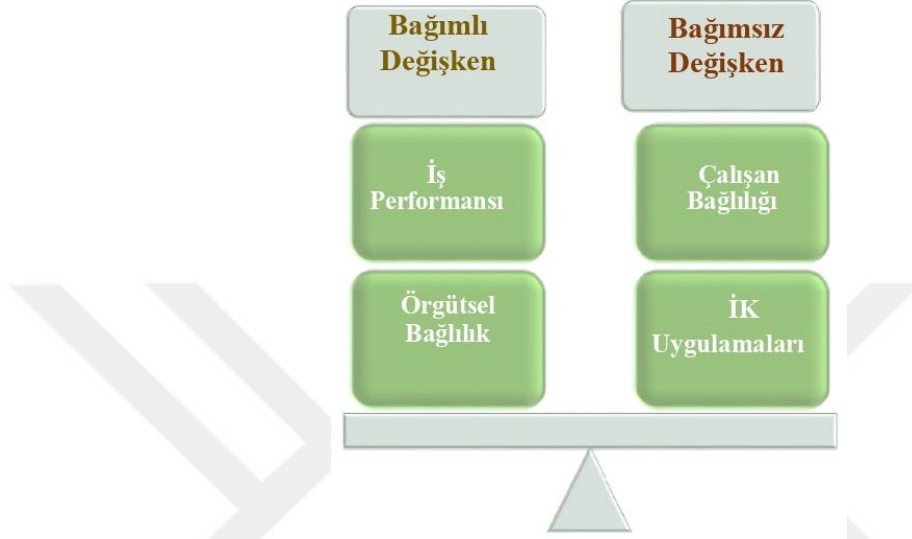 Bağımlı
Değişken
Bağımsız
Değişken
İş
Performansı
Çalışan
Bağlılığı
Örgütsel
Bağlılık
İK
Uygulamaları